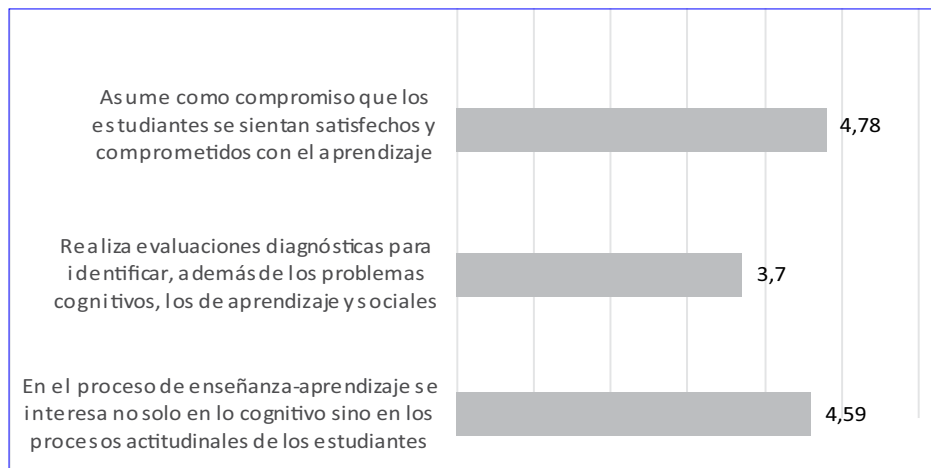 Asume como compromiso que los
estudiantes se sientan satisfechos y
comprometidos con el aprendizaje
4,78
Realiza evaluaciones diagnósticas para
identificar, además de los problemas
cognitivos, los de aprendizaje y sociales
3,7
En el proceso de enseñanza-aprendizaje se
interesa no solo en lo cognitivo sino en los
procesos actitudinales de los estudiantes
4,59